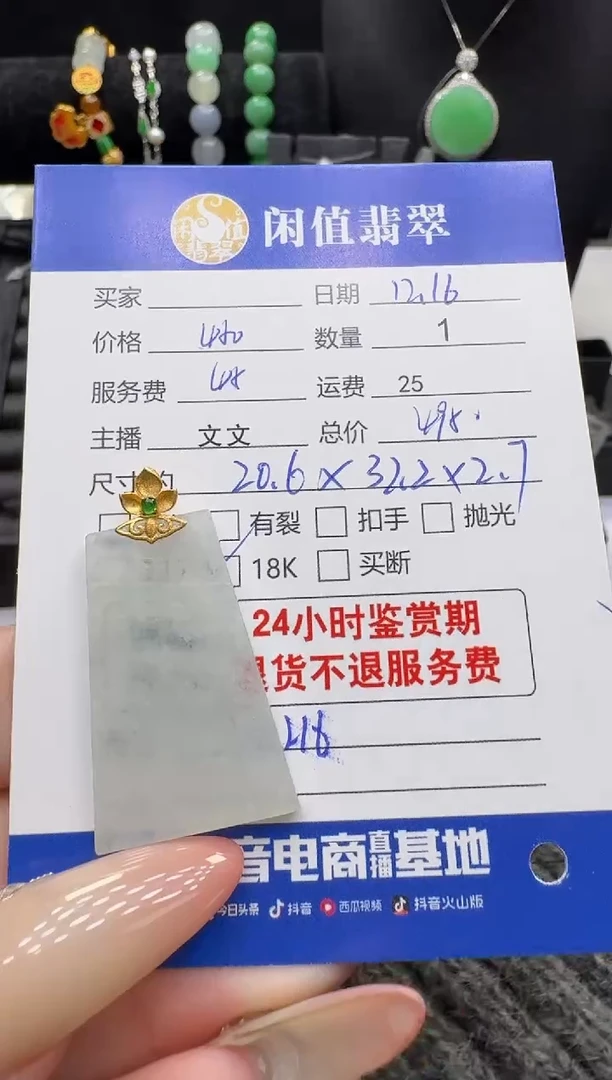 闲值翡翠
买家 日期 12.16
价格 数量 1
服务费 48 运费 25
主播 文文 总价
尺寸 约 20.6×32.2×2.7
有裂 扣手 抛光
18K 买断
24小时鉴赏期
退货不退服务费
音电商直播基地
今日头条 抖音 西瓜视频 抖音火山版